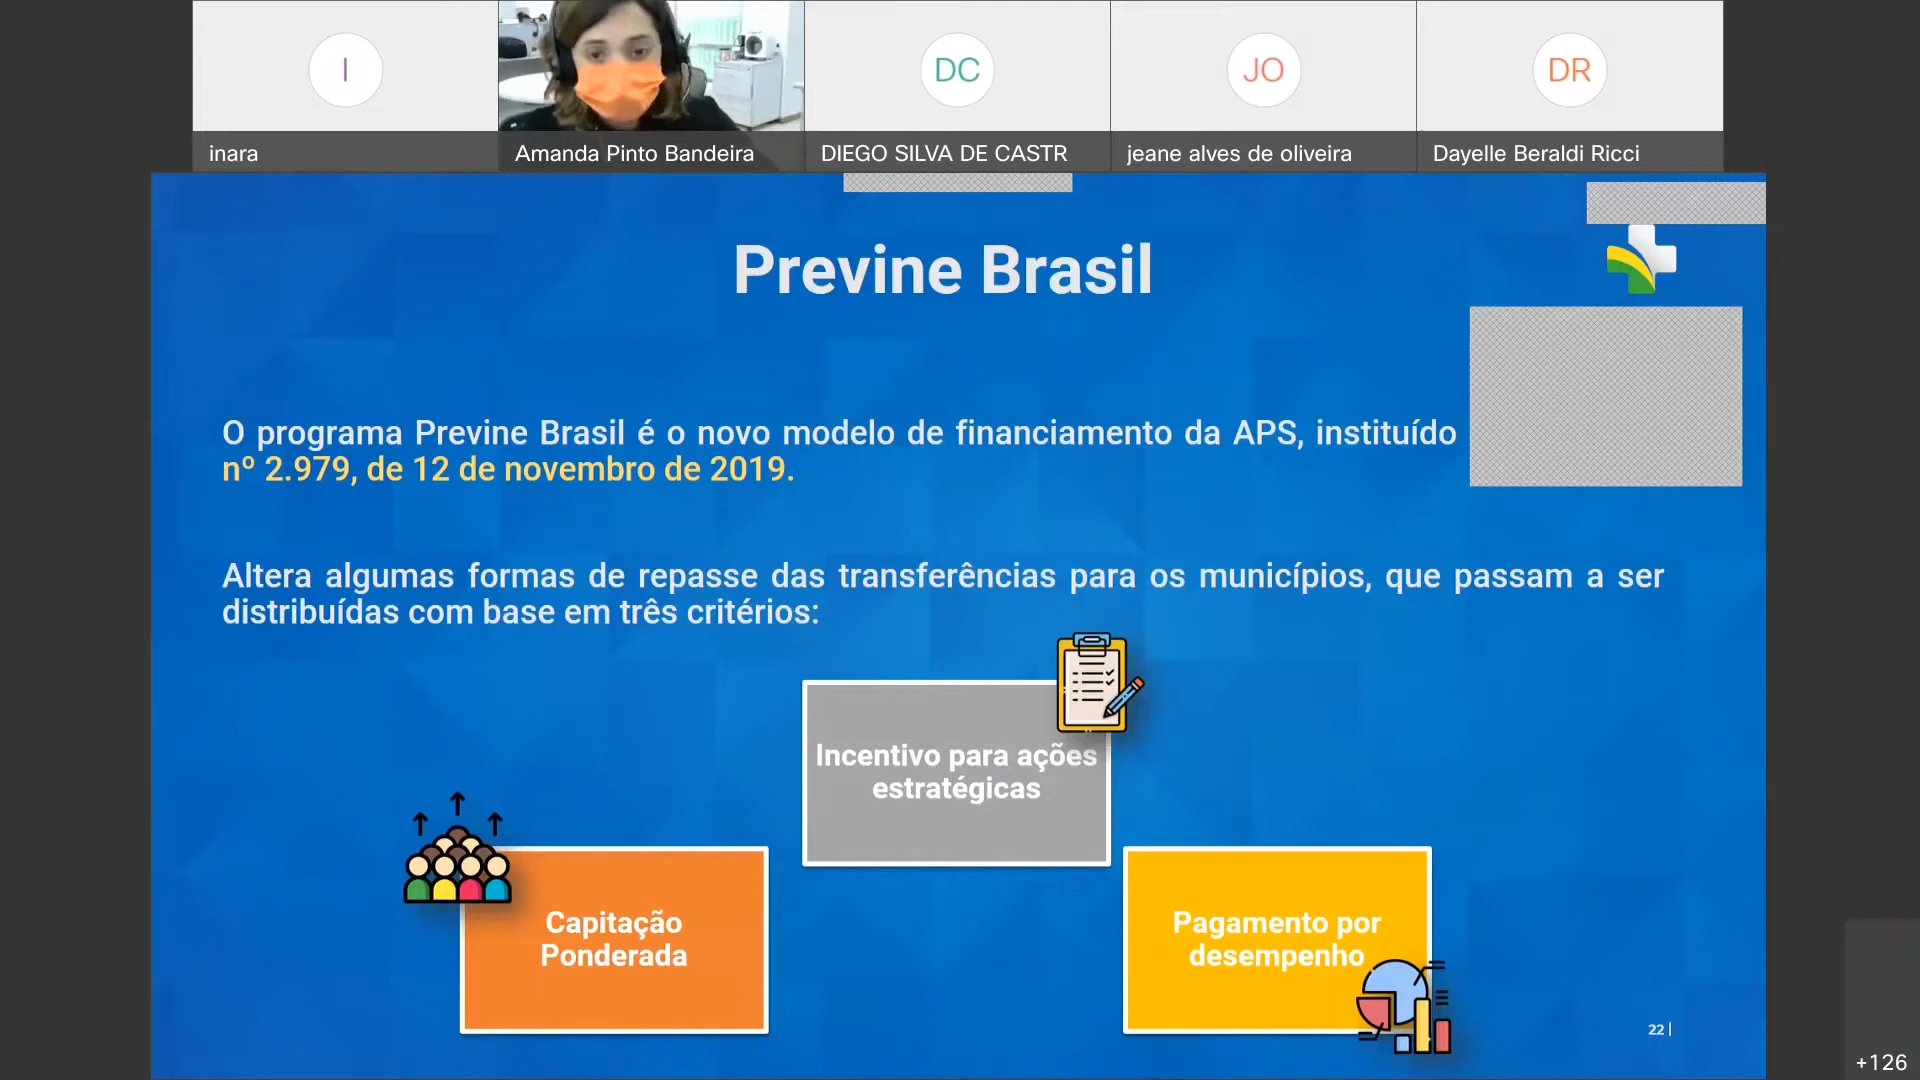 I
DC
JO
DR
inara
Amanda Pinto Bandeira
DIEGO SILVA DE CASTR
jeane alves de oliveira
Dayelle Beraldi Ricci
Previne Brasil
O programa Previne Brasil é o novo modelo de financiamento da APS, instituído
nº 2.979, de 12 de novembro de 2019.
Altera algumas formas de repasse das transferências para os municípios, que passam a ser
distribuídas com base em três critérios:
Incentivo para ações
estratégicas
Capitação
Ponderada
Pagamento por
desempenho
22 |
+126